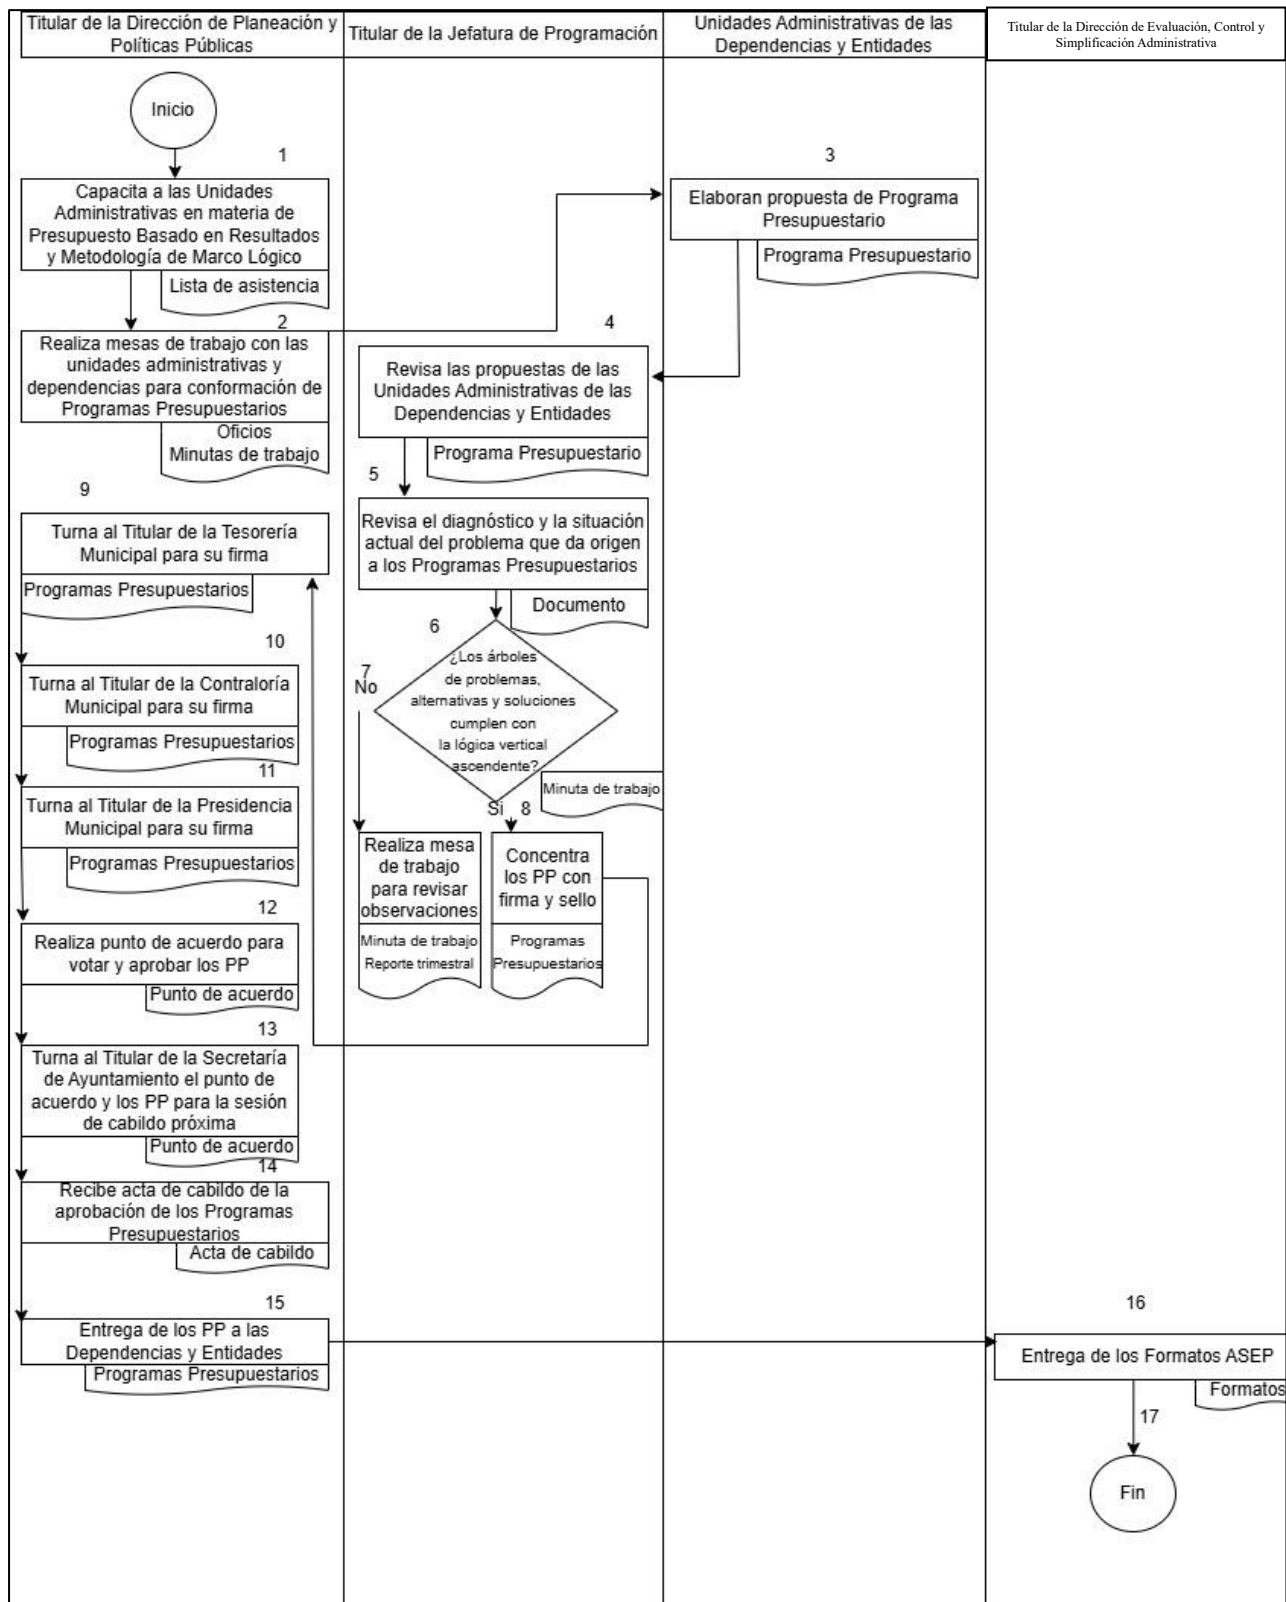 Titular de la Dirección de Planeación y
Políticas Públicas
Titular de la Jefatura de Programación
Unidades Administrativas de las
Dependencias y Entidades
Titular de la Dirección de Evaluación, Control y
Simplificación Administrativa
Inicio
1
Capacita a las Unidades
Administrativas en materia de
Presupuesto Basado en Resultados
y Metodología de Marco Lógico
Lista de asistencia
2
Realiza mesas de trabajo con las
unidades administrativas y
dependencias para conformación de
Programas Presupuestarios
Oficios
Minutas de trabajo
3
Elaboran propuesta de Programa
Presupuestario
Programa Presupuestario
4
Revisa las propuestas de las
Unidades Administrativas de las
Dependencias y Entidades
Programa Presupuestario
5
Revisa el diagnóstico y la situación
actual del problema que da origen
a los Programas Presupuestarios
Documento
6
¿Los árboles
de problemas,
alternativas y soluciones
cumplen con
la lógica vertical
ascendente?
Minuta de trabajo
7
No
Realiza mesa
de trabajo
para revisar
observaciones
Minuta de trabajo
Reporte trimestral
Si
8
Concentra
los PP con
firma y sello
Programas
Presupuestarios
9
Turna al Titular de la Tesorería
Municipal para su firma
Programas Presupuestarios
10
Turna al Titular de la Contraloría
Municipal para su firma
Programas Presupuestarios
11
Turna al Titular de la Presidencia
Municipal para su firma
Programas Presupuestarios
12
Realiza punto de acuerdo para
votar y aprobar los PP
Punto de acuerdo
13
Turna al Titular de la Secretaría
de Ayuntamiento el punto de
acuerdo y los PP para la sesión
de cabildo próxima
Punto de acuerdo
14
Recibe acta de cabildo de la
aprobación de los Programas
Presupuestarios
Acta de cabildo
15
Entrega de los PP a las
Dependencias y Entidades
Programas Presupuestarios
16
Entrega de los Formatos ASEP
Formatos
17
Fin